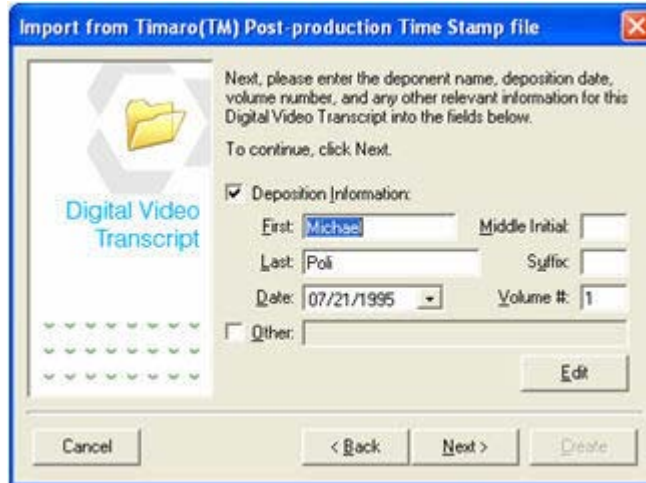 Import from Timaro(TM) Post-production Time Stamp file
Next, please enter the deponent name, deposition date,
volume number, and any other relevant information for this
Digital Video Transcript into the fields below.
To continue, click Next.
Digital Video
Transcript
Deposition Information:
First: Michael Middle Initial:
Last: Poli Suffix:
Date: 07/21/1995 Volume #: 1
Other:
Edit
Cancel < Back Next > Create